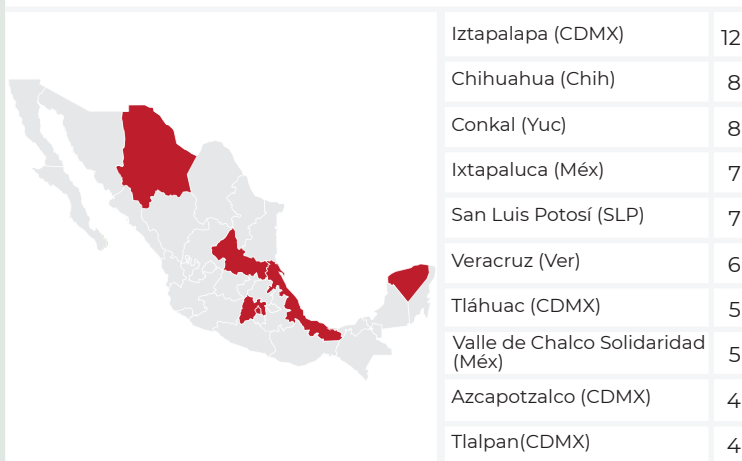 Iztapalapa (CDMX) 12
Chihuahua (Chih) 8
Conkal (Yuc) 8
Ixtapaluca (Méx) 7
San Luis Potosí (SLP) 7
Veracruz (Ver) 6
Tláhuac (CDMX) 5
Valle de Chalco Solidaridad
(Méx) 5
Azcapotzalco (CDMX) 4
Tlalpan(CDMX) 4